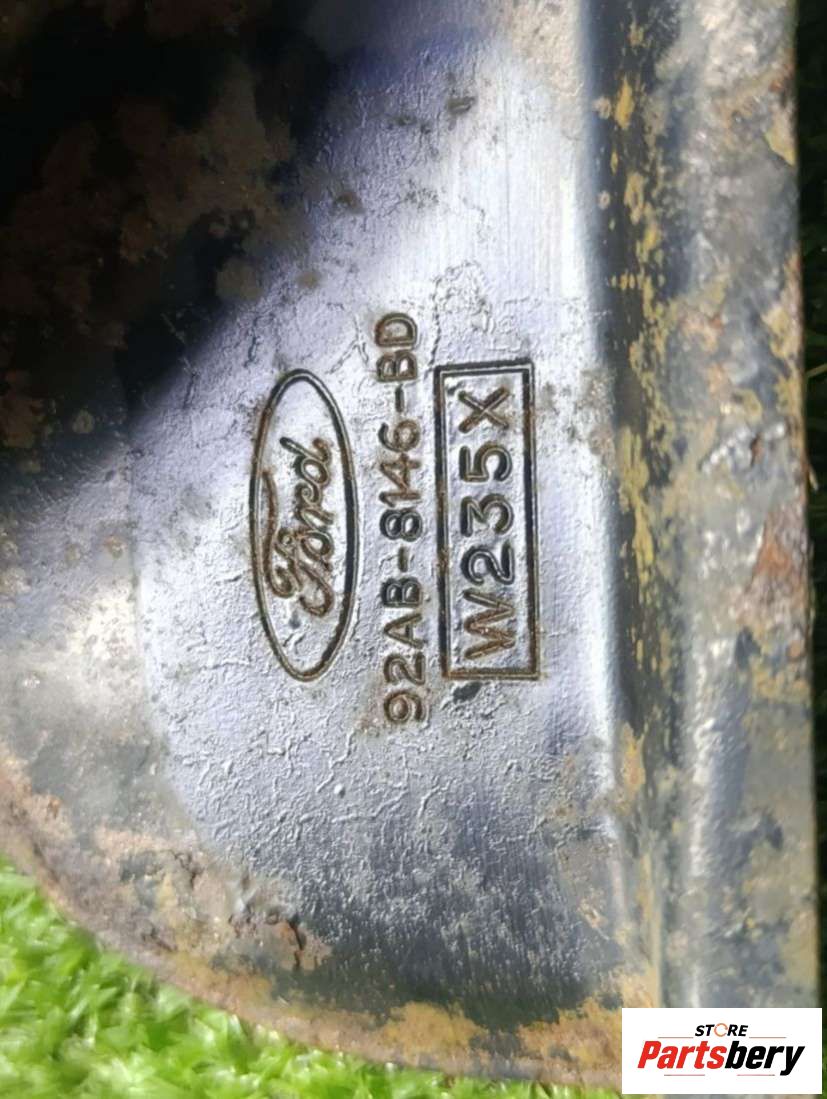 Ford
92AB-8146-BD
W235X
STORE
Partsbery